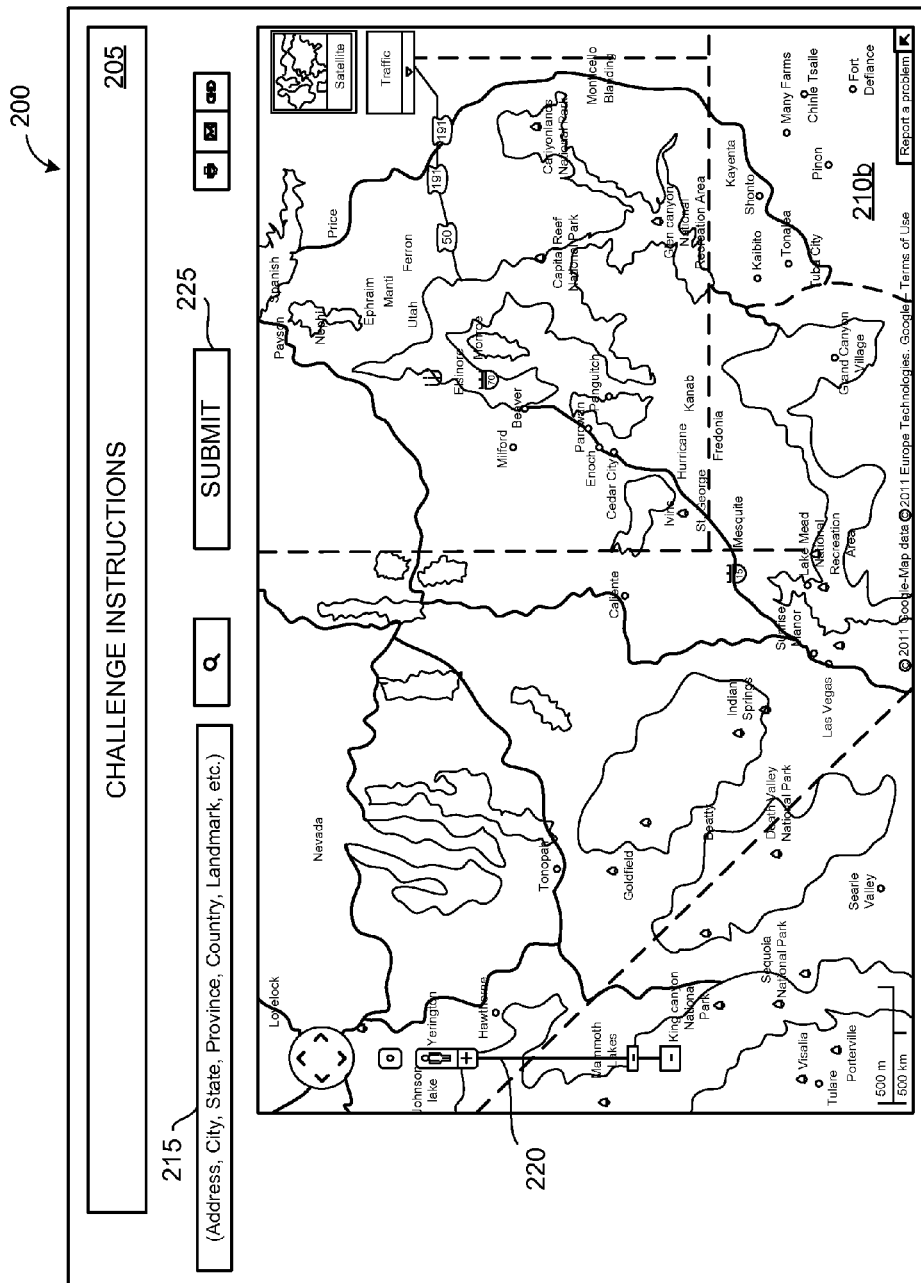 200
CHALLENGE INSTRUCTIONS
205
215
(Address, City, State, Province, Country, Landmark, etc.)
SUBMIT
225
Lovelock
Nevada
Payson
Spanish
Nephi
Price
Satellite
Traffic
Johnson
lake
Yerington
Hawthorne
Ephraim
Manti
Utah
Ferron
50
191
191
Elsinore
70
Monroe
Beaver
Milford
Tonopah
220
Capital Reef
National Park
Canyonlands
National Park
Mammoth
Lakes
Goldfield
Caliente
Parowan
Enoch
Cedar City
Panguitch
Monticello
Blanding
King canyon
National
Park
Beatty
Indian
Springs
Ivins
Hurricane
St. George
Kanab
Fredonia
Glen canyon
National
Recreation Area
Kayenta
Shonto
Mesquite
15
Sequoia
National Park
Death Valley
National Park
Sunrise
Manor
Las Vegas
Lake Mead
National
Recreation
Area
Kaibito
Tonalea
Tuba City
Many Farms
Chinle Tsaile
Pinon
Fort
Defiance
Visalia
Tulare
Porterville
Searle
Valley
Grand Canyon
Village
210b
500 m
500 km
© 2011 Google-Map data © 2011 Europe Technologies. Google – Terms of Use
Report a problem